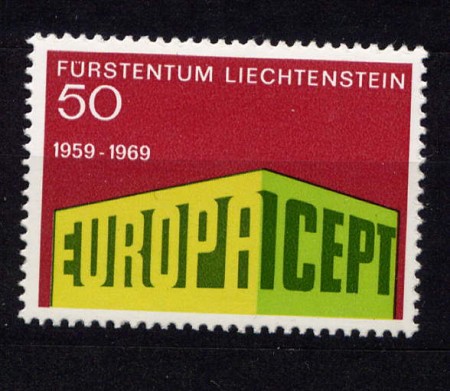 FÜRSTENTUM LIECHTENSTEIN
50
1959-1969
EUROPA CEPT